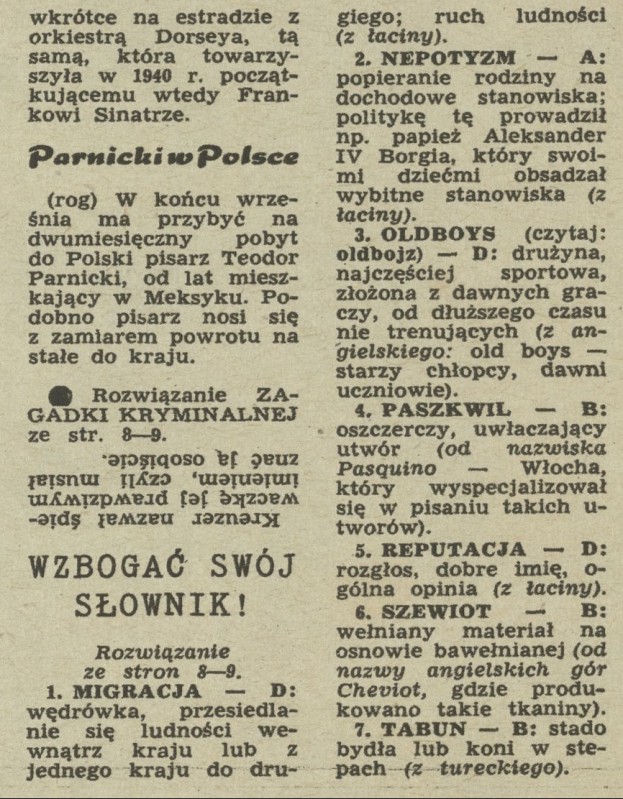 wkrótce na estradzie z
orkiestrą Dorseya, tą
samą, która towarzy-
szyła w 1940 r. począt-
kującemu wtedy Fran-
kowi Sinatrze.
Parnicki w Polsce
(rog) W końcu wrze-
śnia ma przybyć na
dwumiesięczny pobyt
do Polski pisarz Teodor
Parnicki, od lat miesz-
kający w Meksyku. Po-
dobno pisarz nosi się
z zamiarem powrotu na
stałe do kraju.
● Rozwiązanie ZA-
GADKI KRYMINALNEJ
ze str. 8—9.
Kreuzer nazwał śpie-
waczkę jej prawdziwym
imieniem, czyli musiał
znać ją osobiście.
WZBOGAĆ SWÓJ
SŁOWNIK!
Rozwiązanie
ze stron 8—9.
1. MIGRACJA — D:
wędrówka, przesiedla-
nie się ludności we-
wnątrz kraju lub z
jednego kraju do dru-
giego; ruch ludności
(z łaciny).
2. NEPOTYZM — A:
popieranie rodziny na
dochodowe stanowiska;
politykę tę prowadził
np. papież Aleksander
IV Borgia, który swoi-
mi dziećmi obsadzał
wybitne stanowiska (z
łaciny).
3. OLDBOYS (czytaj:
oldbojz) — D: drużyna,
najczęściej sportowa,
złożona z dawnych gra-
czy, od dłuższego czasu
nie trenujących (z an-
gielskiego: old boys —
starzy chłopcy, dawni
uczniowie).
4. PASZKWIL — B:
oszczerczy, uwłaczający
utwór (od nazwiska
Pasquino — Włocha,
który wyspecjalizował
się w pisaniu takich u-
tworów).
5. REPUTACJA — D:
rozgłos, dobre imię, o-
gólna opinia (z łaciny).
6. SZEWIOT — B:
wełniany materiał na
osnowie bawełnianej (od
nazwy angielskich gór
Cheviot, gdzie produ-
kowano takie tkaniny).
7. TABUN — B: stado
bydła lub koni w ste-
pach (z tureckiego).